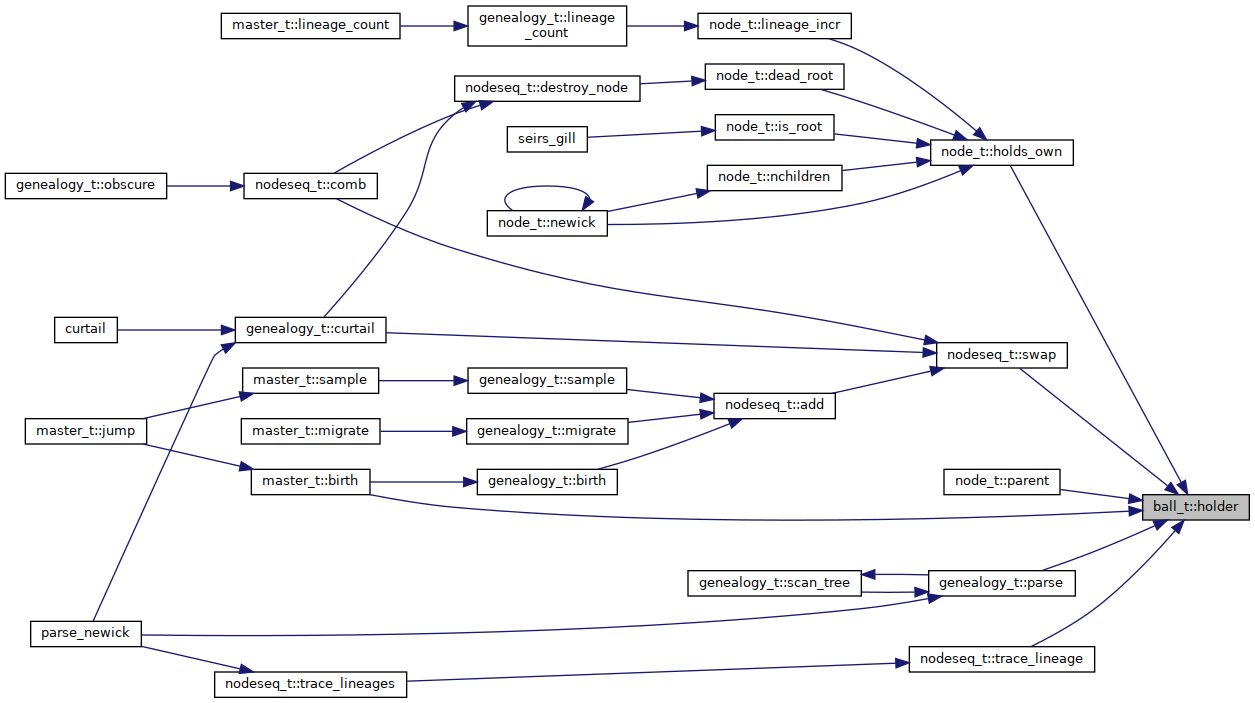 master_t::lineage_count
genealogy_t::lineage
_count
node_t::lineage_incr
nodeseq_t::destroy_node
node_t::dead_root
seirs_gill
node_t::is_root
node_t::holds_own
genealogy_t::obscure
nodeseq_t::comb
node_t::nchildren
node_t::newick
curtail
genealogy_t::curtail
nodeseq_t::swap
master_t::sample
genealogy_t::sample
nodeseq_t::add
master_t::jump
master_t::migrate
genealogy_t::migrate
master_t::birth
genealogy_t::birth
node_t::parent
ball_t::holder
genealogy_t::scan_tree
genealogy_t::parse
parse_newick
nodeseq_t::trace_lineage
nodeseq_t::trace_lineages